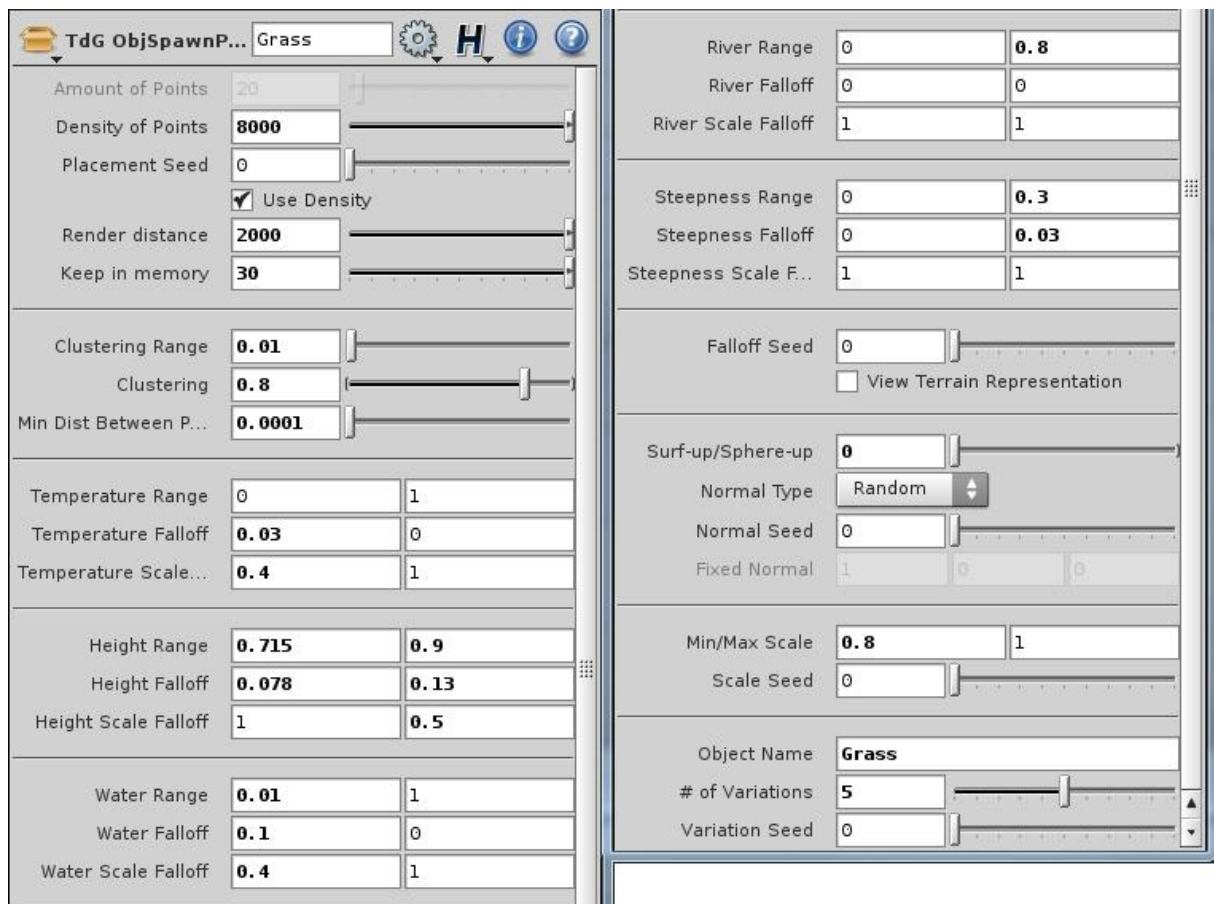 TdG ObjSpawnP... Grass H i ?
Amount of Points 20
Density of Points 8000
Placement Seed 0
Use Density
Render distance 2000
Keep in memory 30
Clustering Range 0.01
Clustering 0.8
Min Dist Between P... 0.0001
Temperature Range 0 1
Temperature Falloff 0.03 0
Temperature Scale... 0.4 1
Height Range 0.715 0.9
Height Falloff 0.078 0.13
Height Scale Falloff 1 0.5
Water Range 0.01 1
Water Falloff 0.1 0
Water Scale Falloff 0.4 1
River Range 0 0.8
River Falloff 0 0
River Scale Falloff 1 1
Steepness Range 0 0.3
Steepness Falloff 0 0.03
Steepness Scale F... 1 1
Falloff Seed 0
View Terrain Representation
Surf-up/Sphere-up 0
Normal Type Random
Normal Seed 0
Fixed Normal 1 0 0
Min/Max Scale 0.8 1
Scale Seed 0
Object Name Grass
# of Variations 5
Variation Seed 0